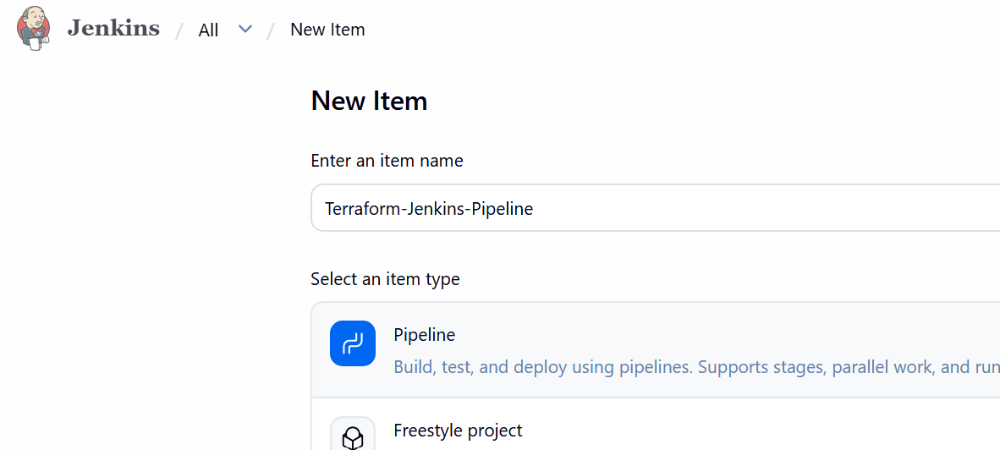 Jenkins / All / New Item
New Item
Enter an item name
Terraform-Jenkins-Pipeline
Select an item type
Pipeline
Build, test, and deploy using pipelines. Supports stages, parallel work, and run
Freestyle project